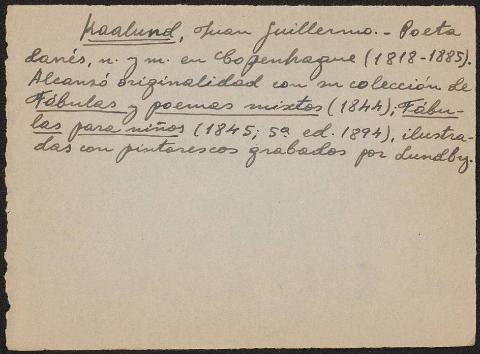 Kaalund, Juan Guillermo. - Poeta
danés, n. y m. en Copenhague (1818-1885).
Alcanzó originalidad con su colección de
Fábulas y poemas mixtos (1844), Fábu-
las para niños (1845; 5a ed. 1894), ilustra-
das con pintorescos grabados por Lundby.